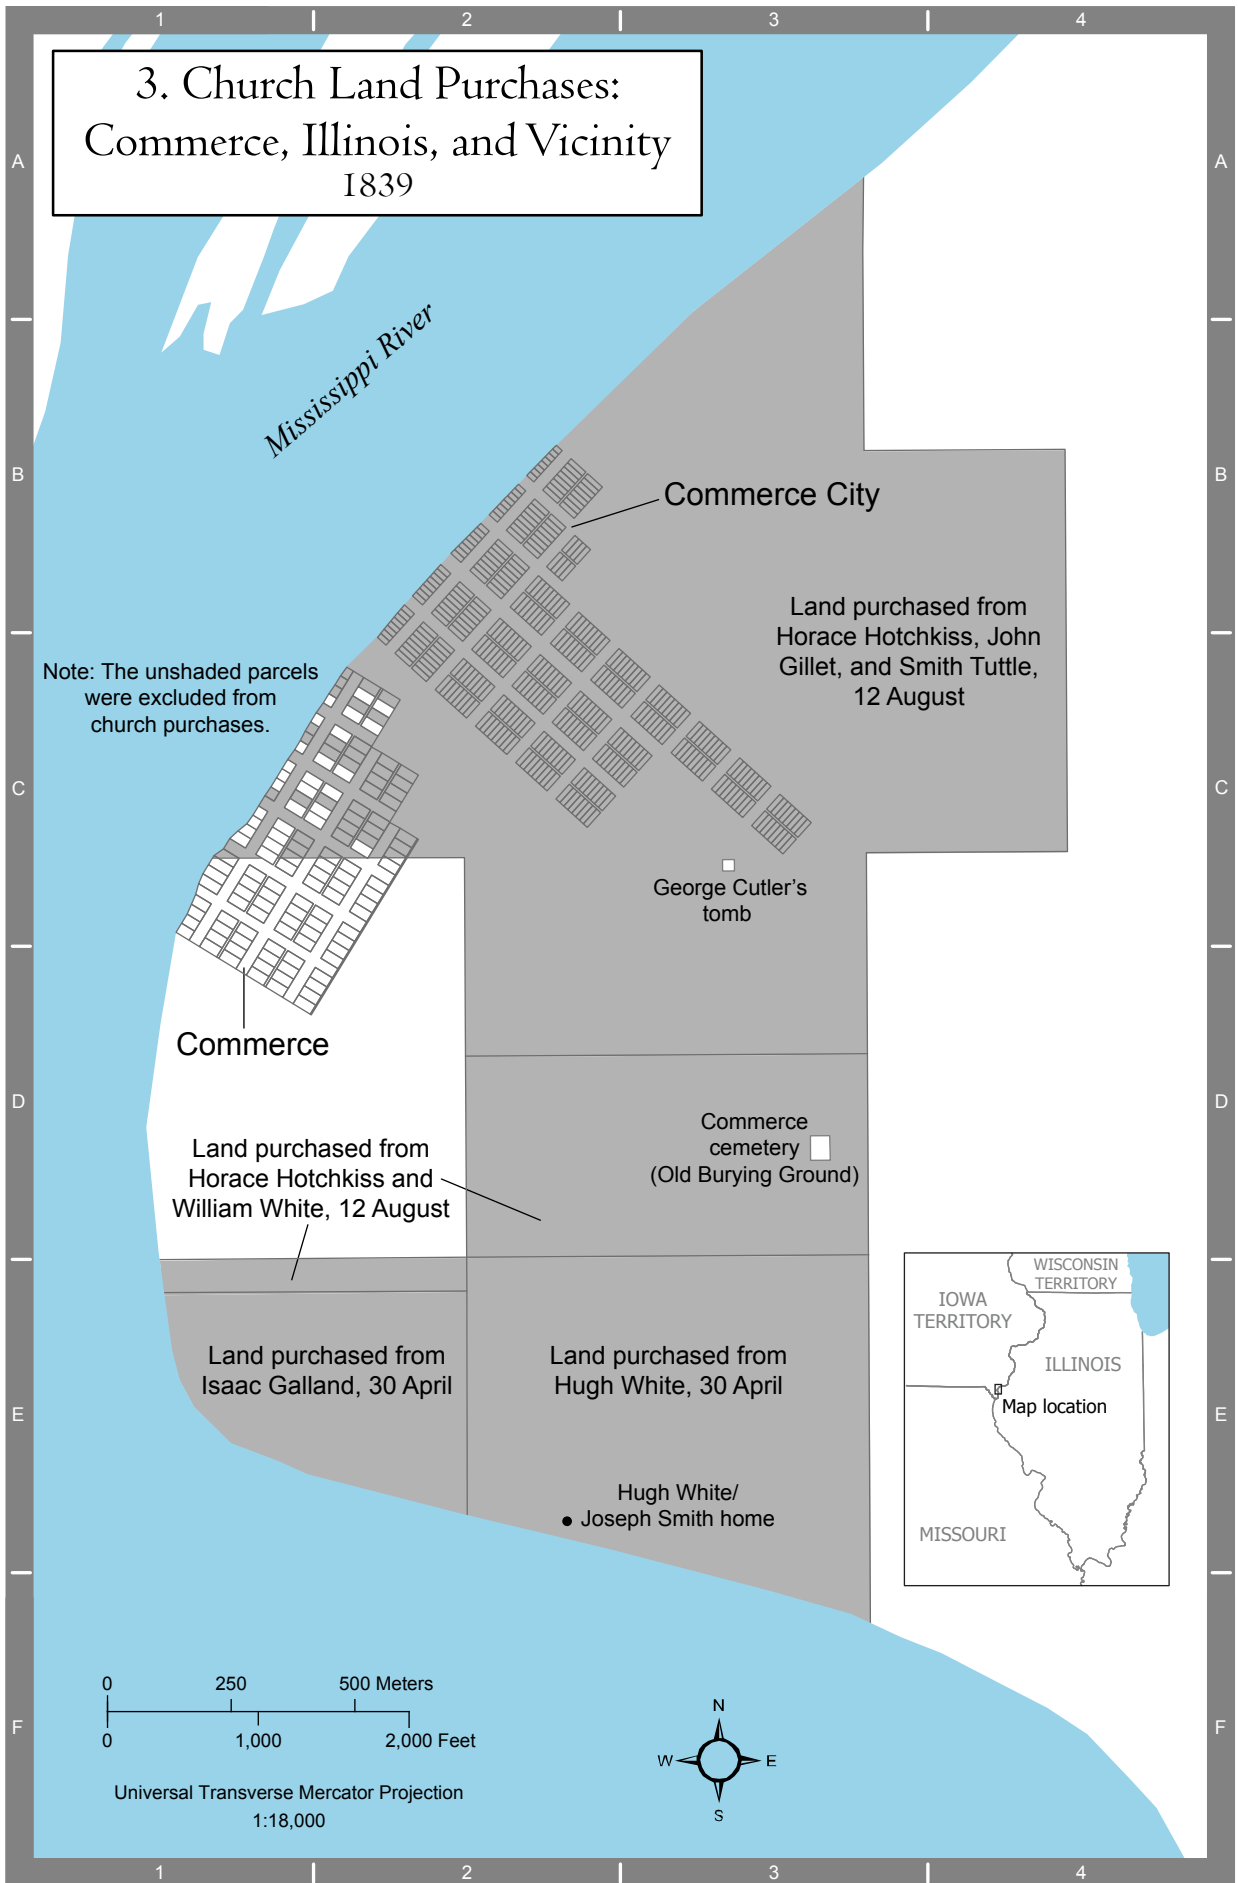 1
2
3
4
3. Church Land Purchases:
Commerce, Illinois, and Vicinity
1839
A
A
Mississippi River
B
B
Commerce City
Land purchased from
Horace Hotchkiss, John
Gillet, and Smith Tuttle,
12 August
Note: The unshaded parcels
were excluded from
church purchases.
C
C
George Cutler's
tomb
Commerce
D
D
Commerce
cemetery
(Old Burying Ground)
Land purchased from
Horace Hotchkiss and
William White, 12 August
WISCONSIN
TERRITORY
IOWA
TERRITORY
ILLINOIS
Map location
MISSOURI
Land purchased from
Isaac Galland, 30 April
Land purchased from
Hugh White, 30 April
E
E
Hugh White/
Joseph Smith home
0
250
500 Meters
0
1,000
2,000 Feet
Universal Transverse Mercator Projection
1:18,000
N
W
E
S
F
F
1
2
3
4